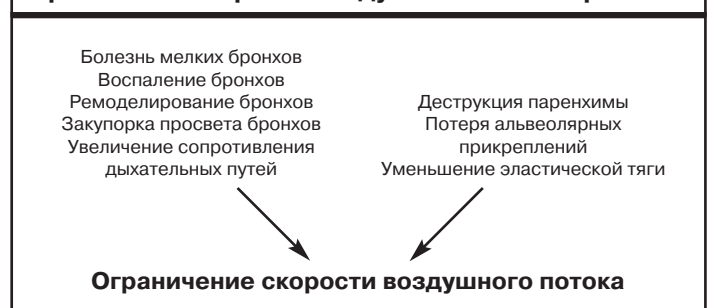 Болезнь мелких бронхов
Воспаление бронхов
Ремоделирование бронхов
Закупорка просвета бронхов
Увеличение сопротивления
дыхательных путей
Деструкция паренхимы
Потеря альвеолярных
прикреплений
Уменьшение эластической тяги
Ограничение скорости воздушного потока